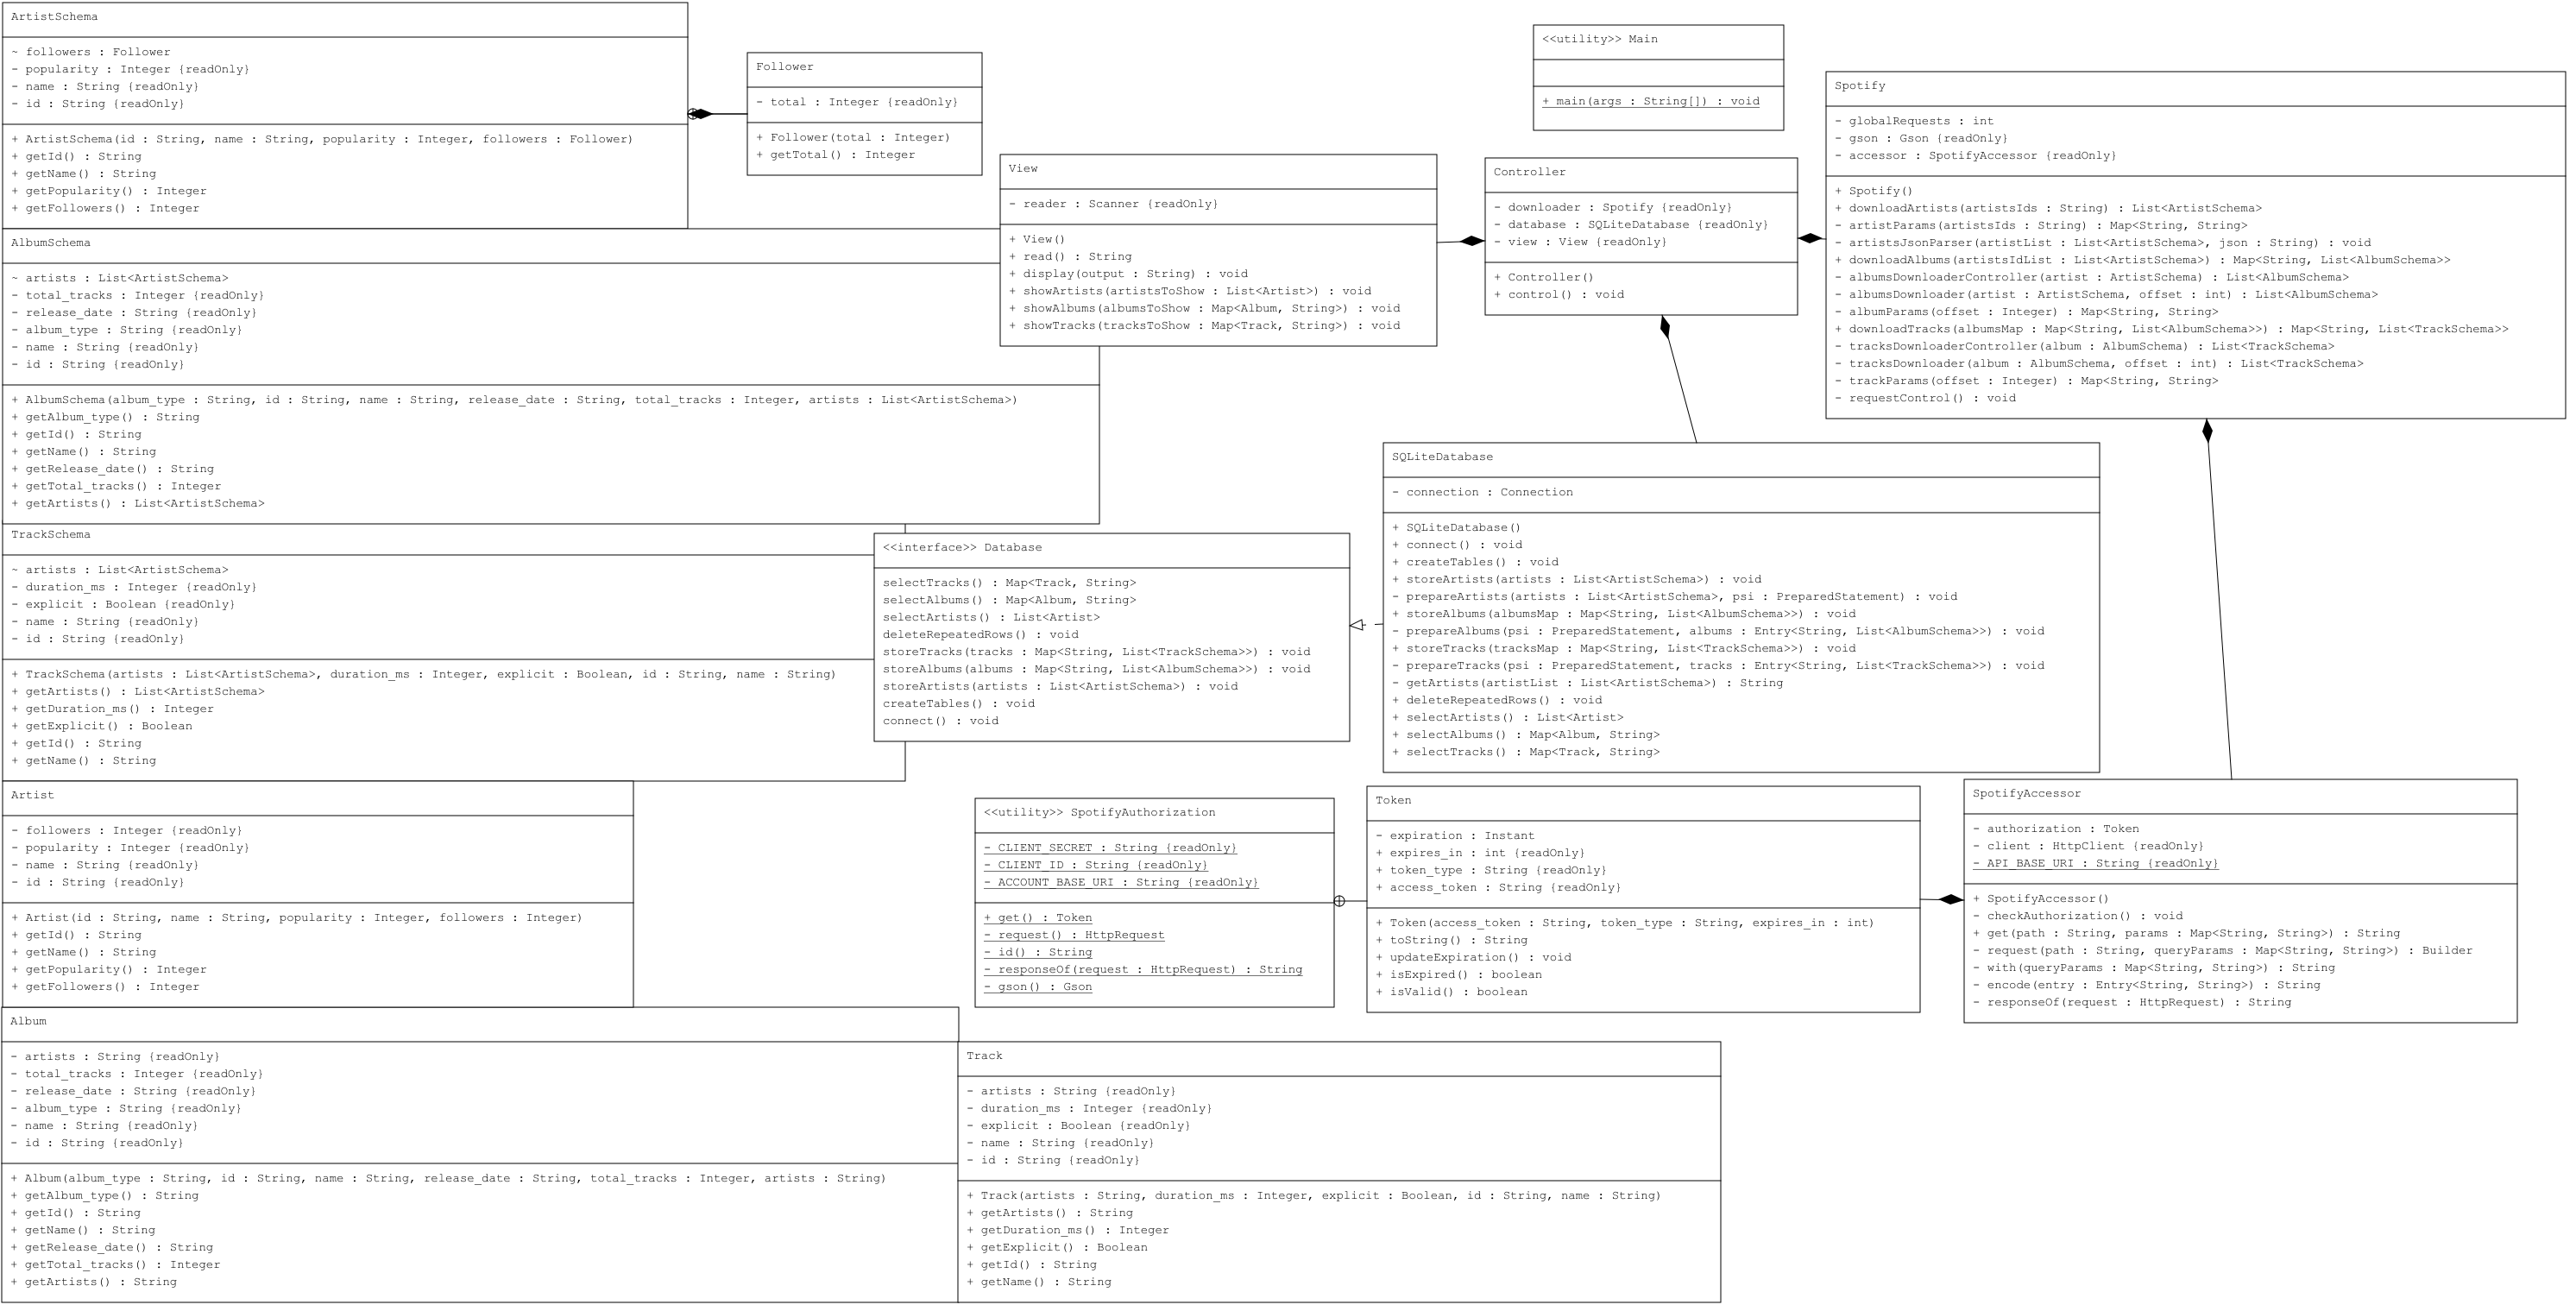 ArtistSchema
~ followers : Follower
- popularity : Integer {readOnly}
- name : String {readOnly}
- id : String {readOnly}
+ ArtistSchema(id : String, name : String, popularity : Integer, followers : Follower)
+ getId() : String
+ getName() : String
+ getPopularity() : Integer
+ getFollowers() : Integer
Follower
- total : Integer {readOnly}
+ Follower(total : Integer)
+ getTotal() : Integer
<<utility>> Main
+ main(args : String[]) : void
Spotify
- globalRequests : int
- gson : Gson {readOnly}
- accessor : SpotifyAccessor {readOnly}
+ Spotify()
+ downloadArtists(artistsIds : String) : List<ArtistSchema>
- artistParams(artistsIds : String) : Map<String, String>
- artistsJsonParser(artistList : List<ArtistSchema>, json : String) : void
+ downloadAlbums(artistsIdList : List<ArtistSchema>) : Map<String, List<AlbumSchema>>
- albumsDownloaderController(artist : ArtistSchema) : List<AlbumSchema>
- albumsDownloader(artist : ArtistSchema, offset : int) : List<AlbumSchema>
- albumParams(offset : Integer) : Map<String, String>
+ downloadTracks(albumsMap : Map<String, List<AlbumSchema>>) : Map<String, List<TrackSchema>>
- tracksDownloaderController(album : AlbumSchema) : List<TrackSchema>
- tracksDownloader(album : AlbumSchema, offset : int) : List<TrackSchema>
- trackParams(offset : Integer) : Map<String, String>
- requestControl() : void
View
- reader : Scanner {readOnly}
+ View()
+ read() : String
+ display(output : String) : void
+ showArtists(artistsToShow : List<Artist>) : void
+ showAlbums(albumsToShow : Map<Album, String>) : void
+ showTracks(tracksToShow : Map<Track, String>) : void
Controller
- downloader : Spotify {readOnly}
- database : SQLiteDatabase {readOnly}
- view : View {readOnly}
+ Controller()
+ control() : void
AlbumSchema
~ artists : List<ArtistSchema>
- total_tracks : Integer {readOnly}
- release_date : String {readOnly}
- album_type : String {readOnly}
- name : String {readOnly}
- id : String {readOnly}
+ AlbumSchema(album_type : String, id : String, name : String, release_date : String, total_tracks : Integer, artists : List<ArtistSchema>)
+ getAlbum_type() : String
+ getId() : String
+ getName() : String
+ getRelease_date() : String
+ getTotal_tracks() : Integer
+ getArtists() : List<ArtistSchema>
SQLiteDatabase
- connection : Connection
+ SQLiteDatabase()
+ connect() : void
+ createTables() : void
+ storeArtists(artists : List<ArtistSchema>) : void
- prepareArtists(artists : List<ArtistSchema>, psi : PreparedStatement) : void
+ storeAlbums(albumsMap : Map<String, List<AlbumSchema>>) : void
- prepareAlbums(psi : PreparedStatement, albums : Entry<String, List<AlbumSchema>>) : void
+ storeTracks(tracksMap : Map<String, List<TrackSchema>>) : void
- prepareTracks(psi : PreparedStatement, tracks : Entry<String, List<TrackSchema>>) : void
- getArtists(artistList : List<ArtistSchema>) : String
+ deleteRepeatedRows() : void
+ selectArtists() : List<Artist>
+ selectAlbums() : Map<Album, String>
+ selectTracks() : Map<Track, String>
TrackSchema
~ artists : List<ArtistSchema>
- duration_ms : Integer {readOnly}
- explicit : Boolean {readOnly}
- name : String {readOnly}
- id : String {readOnly}
+ TrackSchema(artists : List<ArtistSchema>, duration_ms : Integer, explicit : Boolean, id : String, name : String)
+ getArtists() : List<ArtistSchema>
+ getDuration_ms() : Integer
+ getExplicit() : Boolean
+ getId() : String
+ getName() : String
<<interface>> Database
selectTracks() : Map<Track, String>
selectAlbums() : Map<Album, String>
selectArtists() : List<Artist>
deleteRepeatedRows() : void
storeTracks(tracks : Map<String, List<TrackSchema>>) : void
storeAlbums(albums : Map<String, List<AlbumSchema>>) : void
storeArtists(artists : List<ArtistSchema>) : void
createTables() : void
connect() : void
Artist
- followers : Integer {readOnly}
- popularity : Integer {readOnly}
- name : String {readOnly}
- id : String {readOnly}
+ Artist(id : String, name : String, popularity : Integer, followers : Integer)
+ getId() : String
+ getName() : String
+ getPopularity() : Integer
+ getFollowers() : Integer
<<utility>> SpotifyAuthorization
- CLIENT_SECRET : String {readOnly}
- CLIENT_ID : String {readOnly}
- ACCOUNT_BASE_URI : String {readOnly}
+ get() : Token
- request() : HttpRequest
- id() : String
- responseOf(request : HttpRequest) : String
- gson() : Gson
Token
- expiration : Instant
+ expires_in : int {readOnly}
+ token_type : String {readOnly}
+ access_token : String {readOnly}
+ Token(access_token : String, token_type : String, expires_in : int)
+ toString() : String
+ updateExpiration() : void
+ isExpired() : boolean
+ isValid() : boolean
SpotifyAccessor
- authorization : Token
- client : HttpClient {readOnly}
- API_BASE_URI : String {readOnly}
+ SpotifyAccessor()
- checkAuthorization() : void
+ get(path : String, params : Map<String, String>) : String
- request(path : String, queryParams : Map<String, String>) : Builder
- with(queryParams : Map<String, String>) : String
- encode(entry : Entry<String, String>) : String
- responseOf(request : HttpRequest) : String
Album
- artists : String {readOnly}
- total_tracks : Integer {readOnly}
- release_date : String {readOnly}
- album_type : String {readOnly}
- name : String {readOnly}
- id : String {readOnly}
+ Album(album_type : String, id : String, name : String, release_date : String, total_tracks : Integer, artists : String)
+ getAlbum_type() : String
+ getId() : String
+ getName() : String
+ getRelease_date() : String
+ getTotal_tracks() : Integer
+ getArtists() : String
Track
- artists : String {readOnly}
- duration_ms : Integer {readOnly}
- explicit : Boolean {readOnly}
- name : String {readOnly}
- id : String {readOnly}
+ Track(artists : String, duration_ms : Integer, explicit : Boolean, id : String, name : String)
+ getArtists() : String
+ getDuration_ms() : Integer
+ getExplicit() : Boolean
+ getId() : String
+ getName() : String